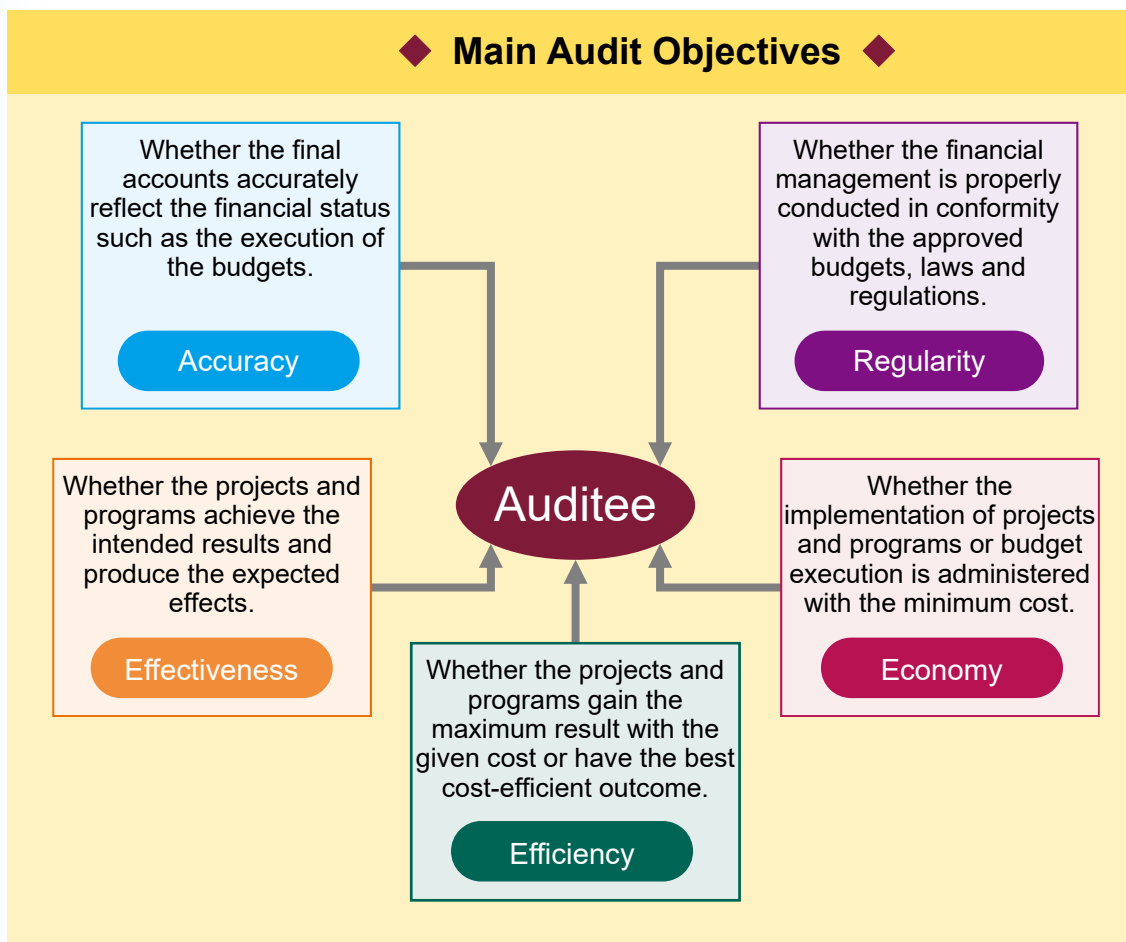 Main Audit Objectives
Whether the final
accounts accurately
reflect the financial status
such as the execution of
the budgets.
Accuracy
Whether the financial
management is properly
conducted in conformity
with the approved
budgets, laws and
regulations.
Regularity
Auditee
Whether the projects and
programs achieve the
intended results and
produce the expected
effects.
Effectiveness
Whether the
implementation of projects
and programs or budget
execution is administered
with the minimum cost.
Economy
Whether the projects and
programs gain the
maximum result with the
given cost or have the best
cost-efficient outcome.
Efficiency